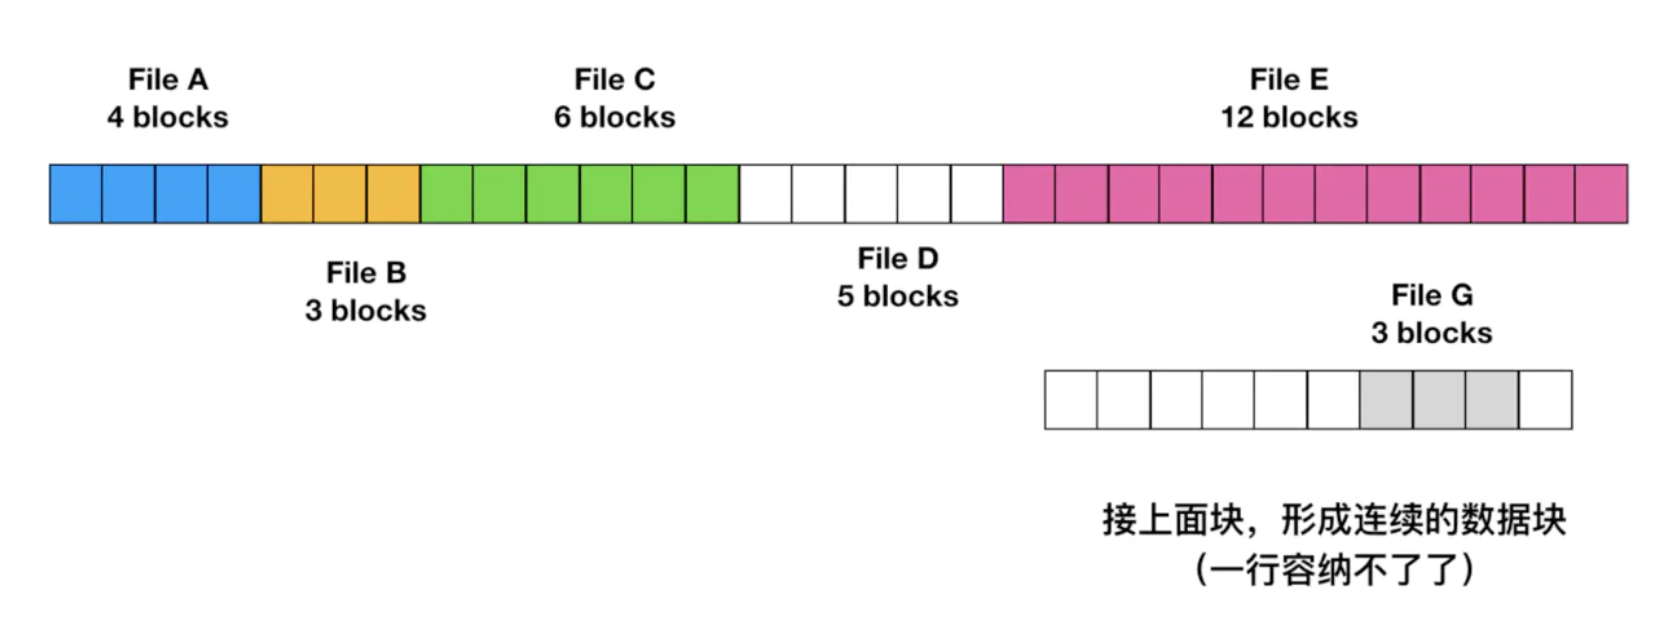 File A
4 blocks
File C
6 blocks
File E
12 blocks
File B
3 blocks
File D
5 blocks
File G
3 blocks
接上面块，形成连续的数据块
（一行容纳不了了）